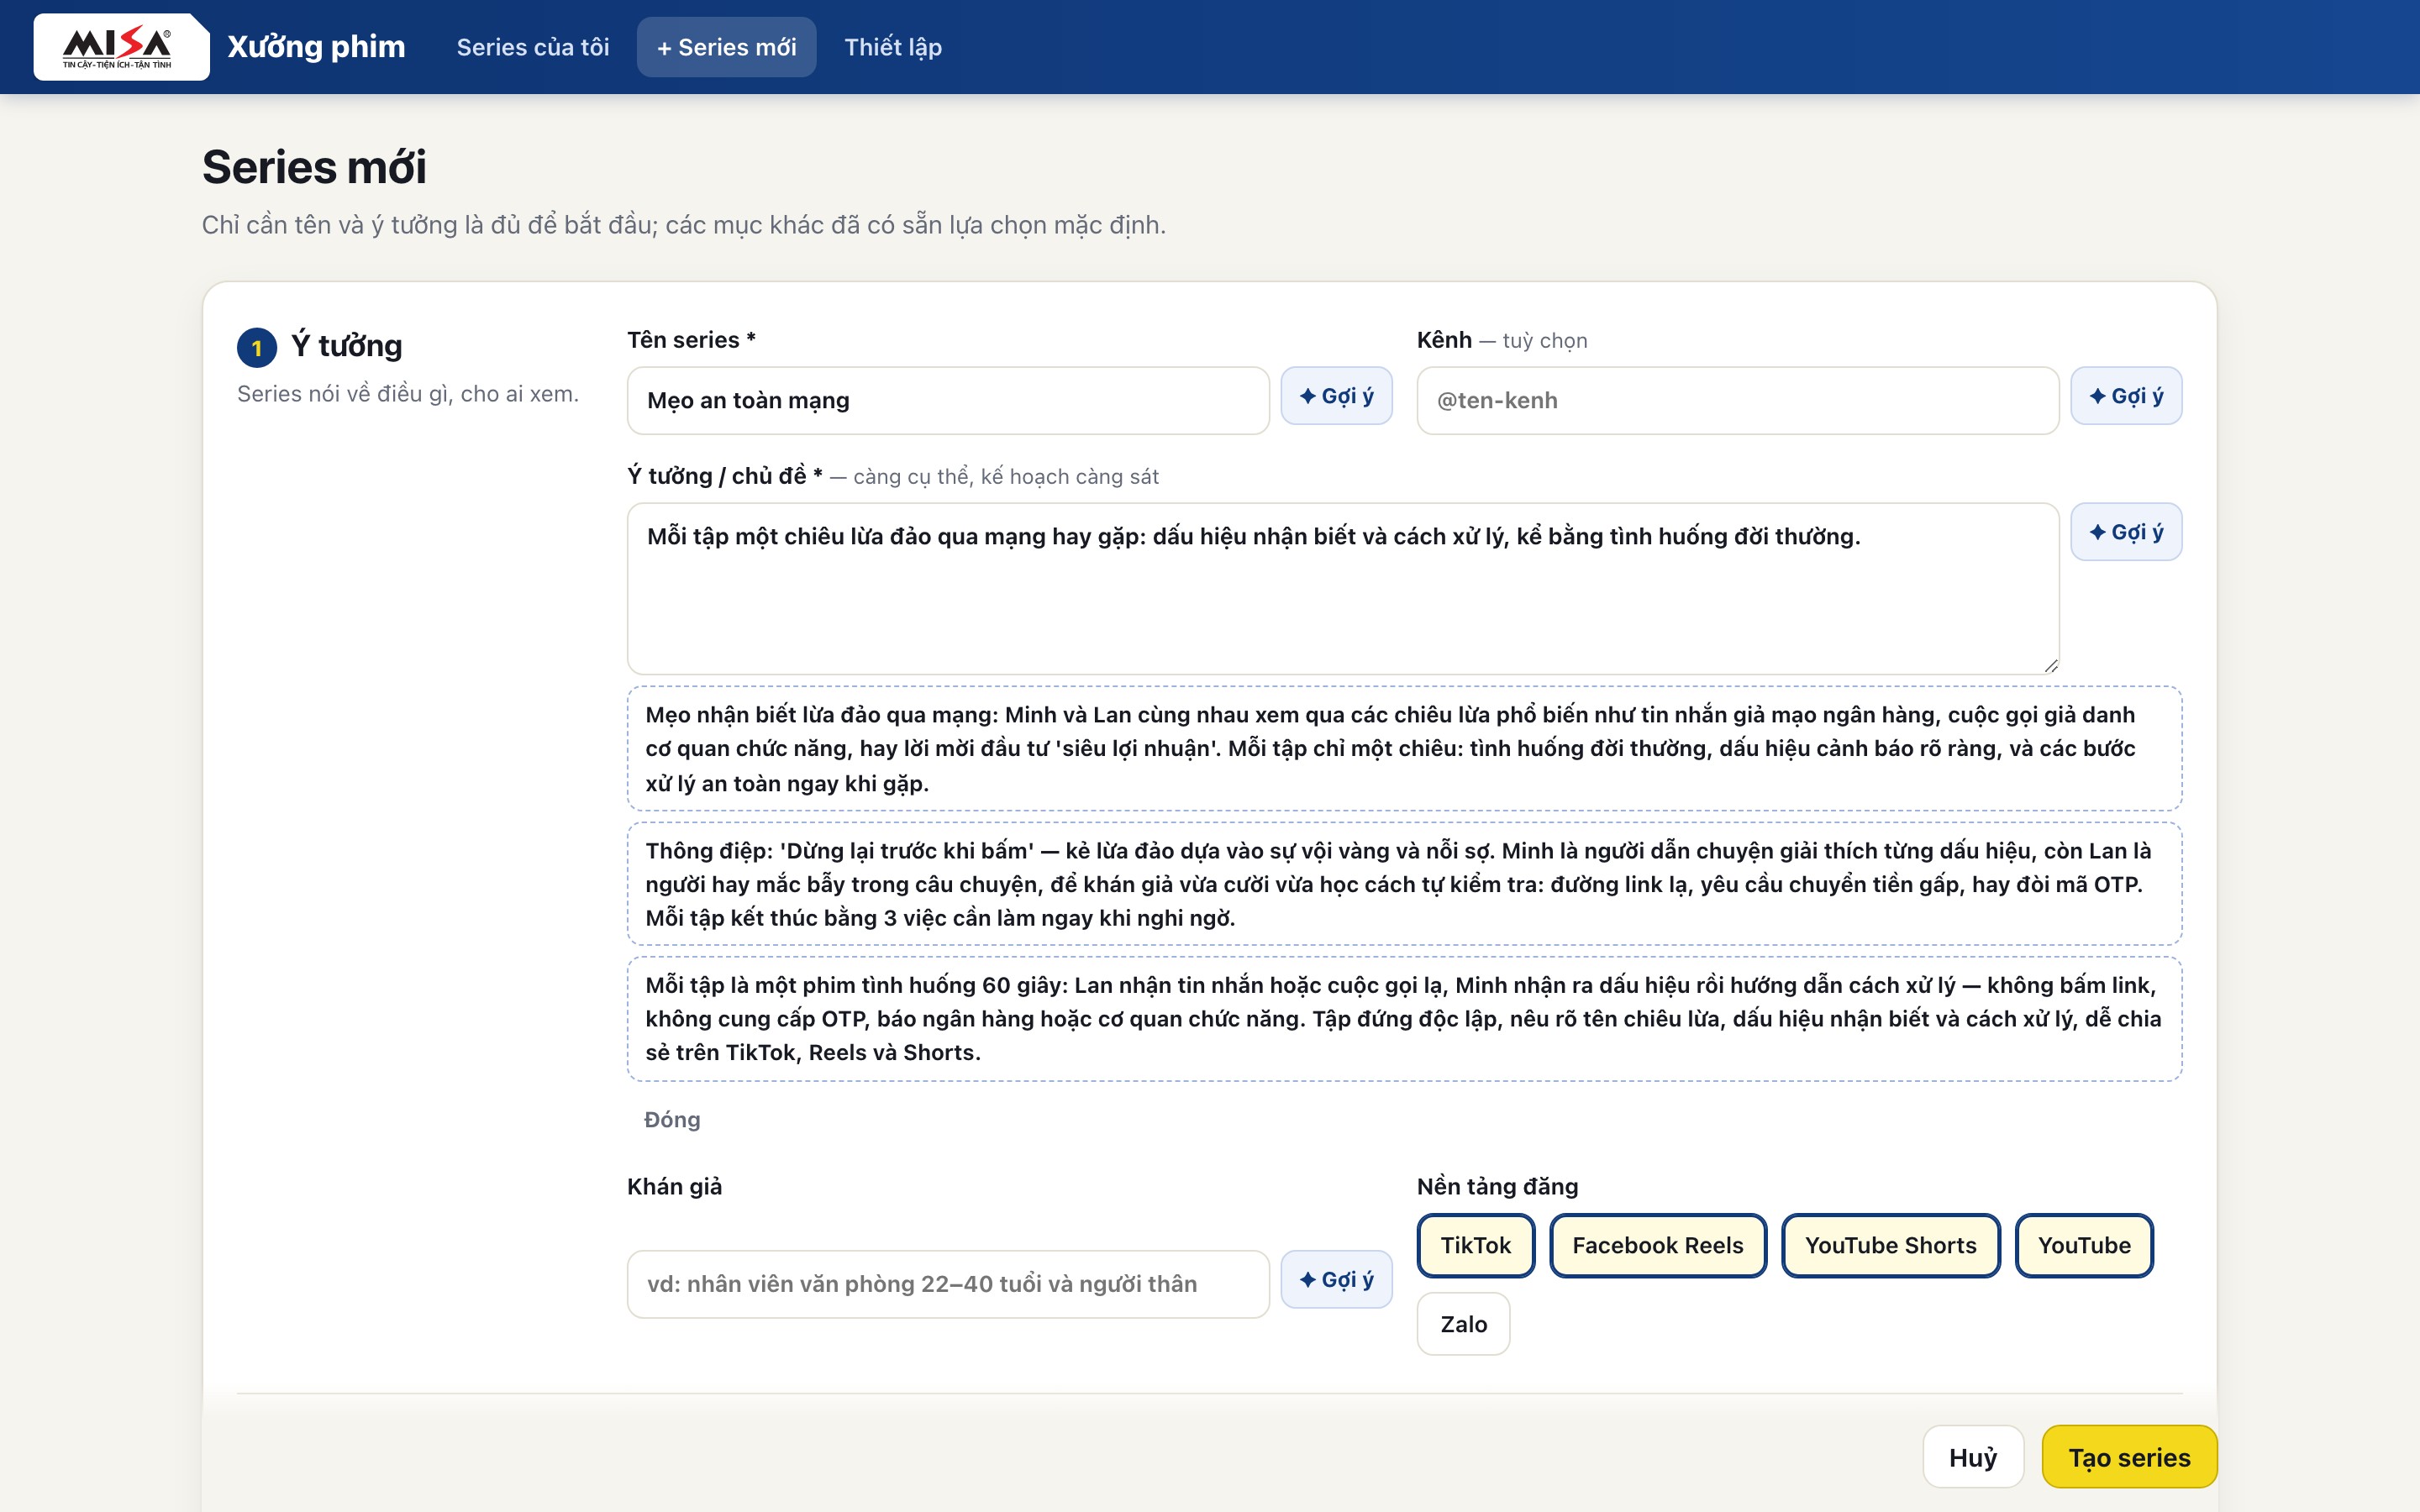 MISA®
TIN CẬY-TIỆN ÍCH-TẬN TÌNH
Xưởng phim
Series của tôi
+ Series mới
Thiết lập
Series mới
Chỉ cần tên và ý tưởng là đủ để bắt đầu; các mục khác đã có sẵn lựa chọn mặc định.
1 Ý tưởng
Series nói về điều gì, cho ai xem.
Tên series *
Mẹo an toàn mạng
✦ Gợi ý
Kênh — tuỳ chọn
@ten-kenh
✦ Gợi ý
Ý tưởng / chủ đề * — càng cụ thể, kế hoạch càng sát
Mỗi tập một chiêu lừa đảo qua mạng hay gặp: dấu hiệu nhận biết và cách xử lý, kể bằng tình huống đời thường.
✦ Gợi ý
Mẹo nhận biết lừa đảo qua mạng: Minh và Lan cùng nhau xem qua các chiêu lừa phổ biến như tin nhắn giả mạo ngân hàng, cuộc gọi giả danh
cơ quan chức năng, hay lời mời đầu tư 'siêu lợi nhuận'. Mỗi tập chỉ một chiêu: tình huống đời thường, dấu hiệu cảnh báo rõ ràng, và các bước
xử lý an toàn ngay khi gặp.
Thông điệp: 'Dừng lại trước khi bấm' — kẻ lừa đảo dựa vào sự vội vàng và nỗi sợ. Minh là người dẫn chuyện giải thích từng dấu hiệu, còn Lan là
người hay mắc bẫy trong câu chuyện, để khán giả vừa cười vừa học cách tự kiểm tra: đường link lạ, yêu cầu chuyển tiền gấp, hay đòi mã OTP.
Mỗi tập kết thúc bằng 3 việc cần làm ngay khi nghi ngờ.
Mỗi tập là một phim tình huống 60 giây: Lan nhận tin nhắn hoặc cuộc gọi lạ, Minh nhận ra dấu hiệu rồi hướng dẫn cách xử lý — không bấm link,
không cung cấp OTP, báo ngân hàng hoặc cơ quan chức năng. Tập đứng độc lập, nêu rõ tên chiêu lừa, dấu hiệu nhận biết và cách xử lý, dễ chia
sẻ trên TikTok, Reels và Shorts.
Đóng
Khán giả
vd: nhân viên văn phòng 22–40 tuổi và người thân
✦ Gợi ý
Nền tảng đăng
TikTok
Facebook Reels
YouTube Shorts
YouTube
Zalo
Huỷ
Tạo series